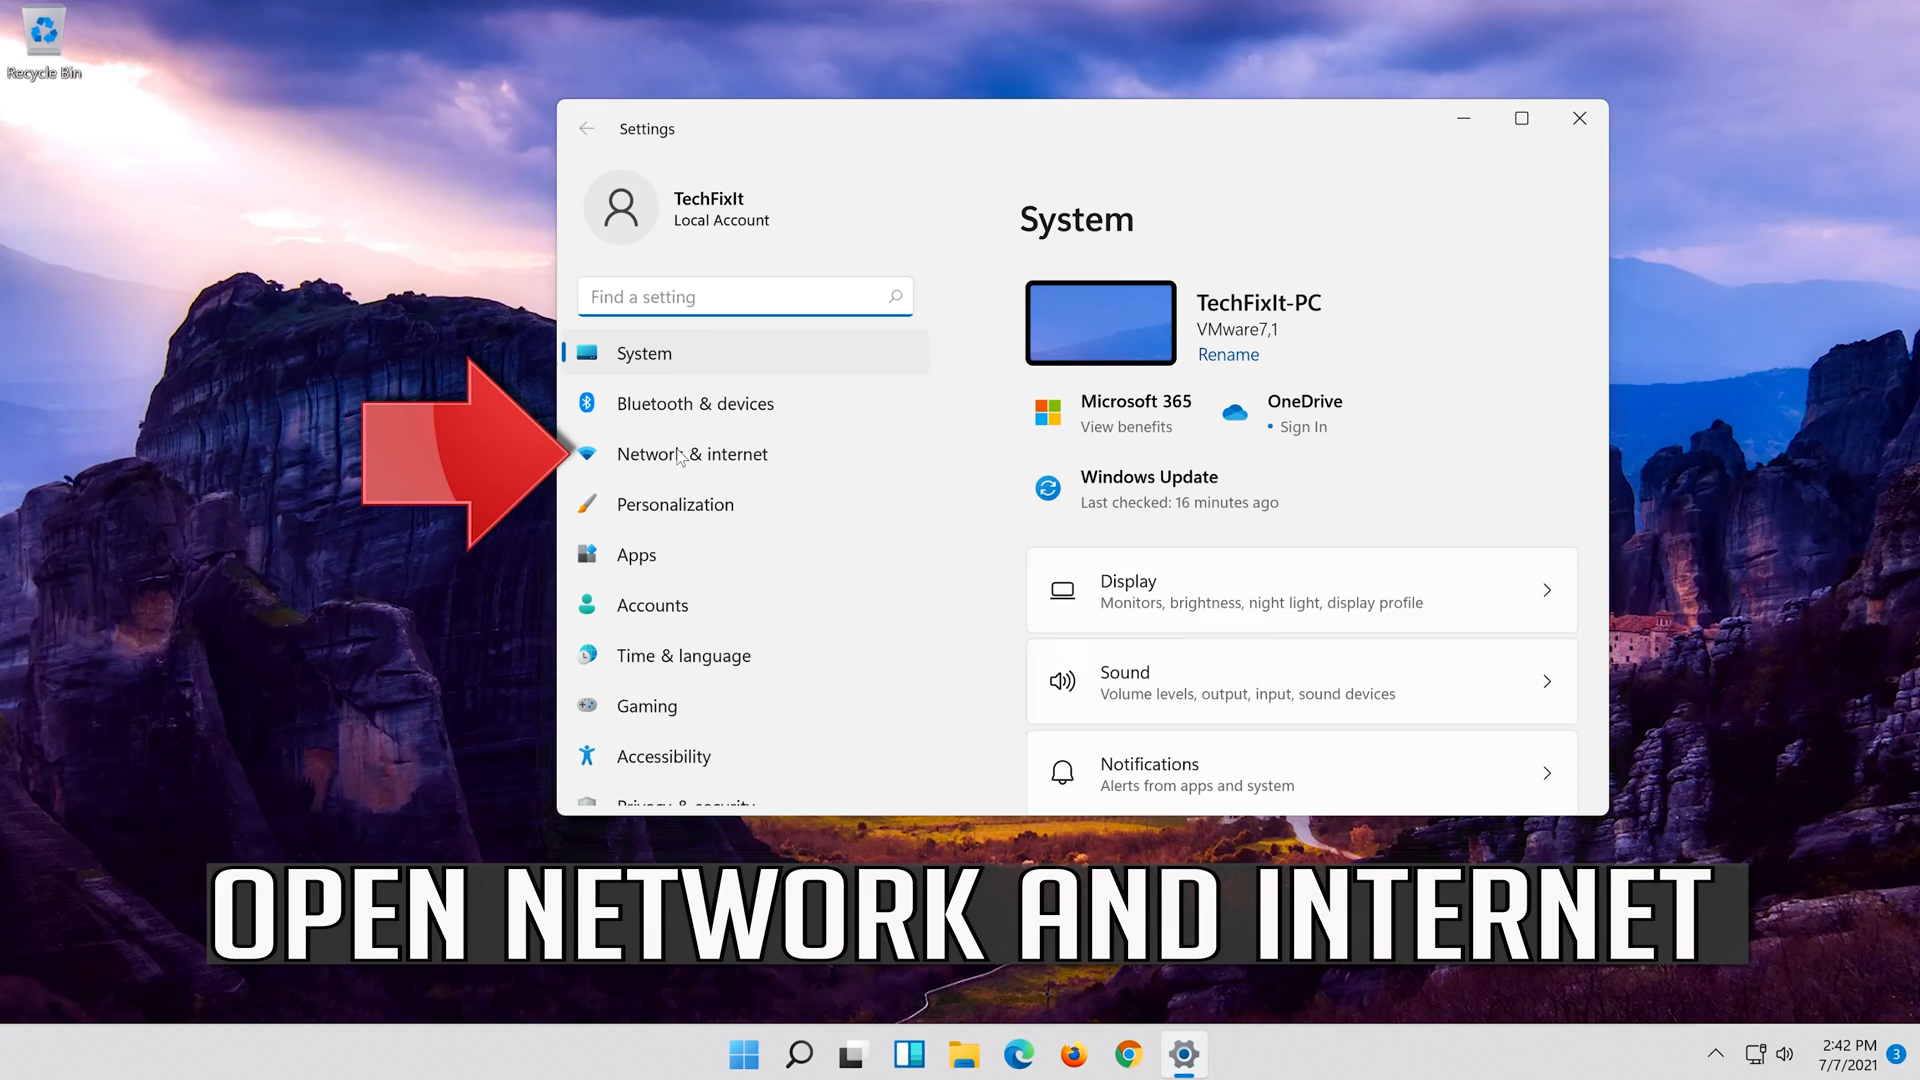 Recycle Bin
Settings
TechFixIt
Local Account
Find a setting
System
Bluetooth & devices
Network & internet
Personalization
Apps
Accounts
Time & language
Gaming
Accessibility
Privacy & security
System
TechFixIt-PC
VMware7,1
Rename
Microsoft 365
View benefits
OneDrive
• Sign In
Windows Update
Last checked: 16 minutes ago
Display
Monitors, brightness, night light, display profile
Sound
Volume levels, output, input, sound devices
Notifications
Alerts from apps and system
OPEN NETWORK AND INTERNET
2:42 PM
7/7/2021
3